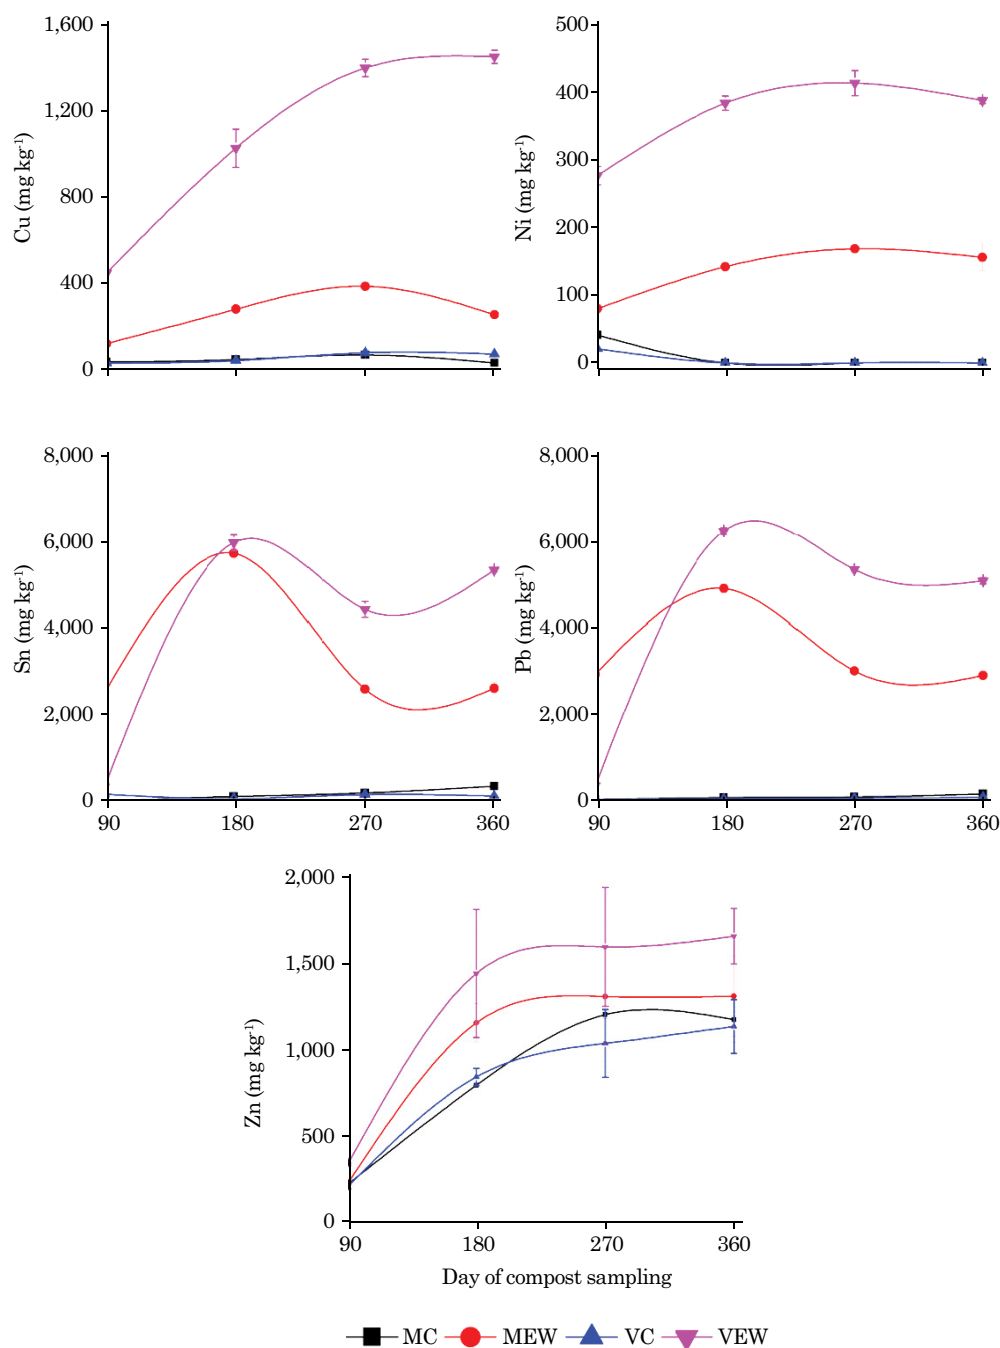 1,600
1,200
800
400
0
Cu (mg kg-1)
500
400
300
200
100
0
Ni (mg kg-1)
8,000
6,000
4,000
2,000
0
Sn (mg kg-1)
90 180 270 360
8,000
6,000
4,000
2,000
0
Pb (mg kg-1)
90 180 270 360
2,000
1,500
1,000
500
0
Zn (mg kg-1)
90 180 270 360
Day of compost sampling
MC MEW VC VEW